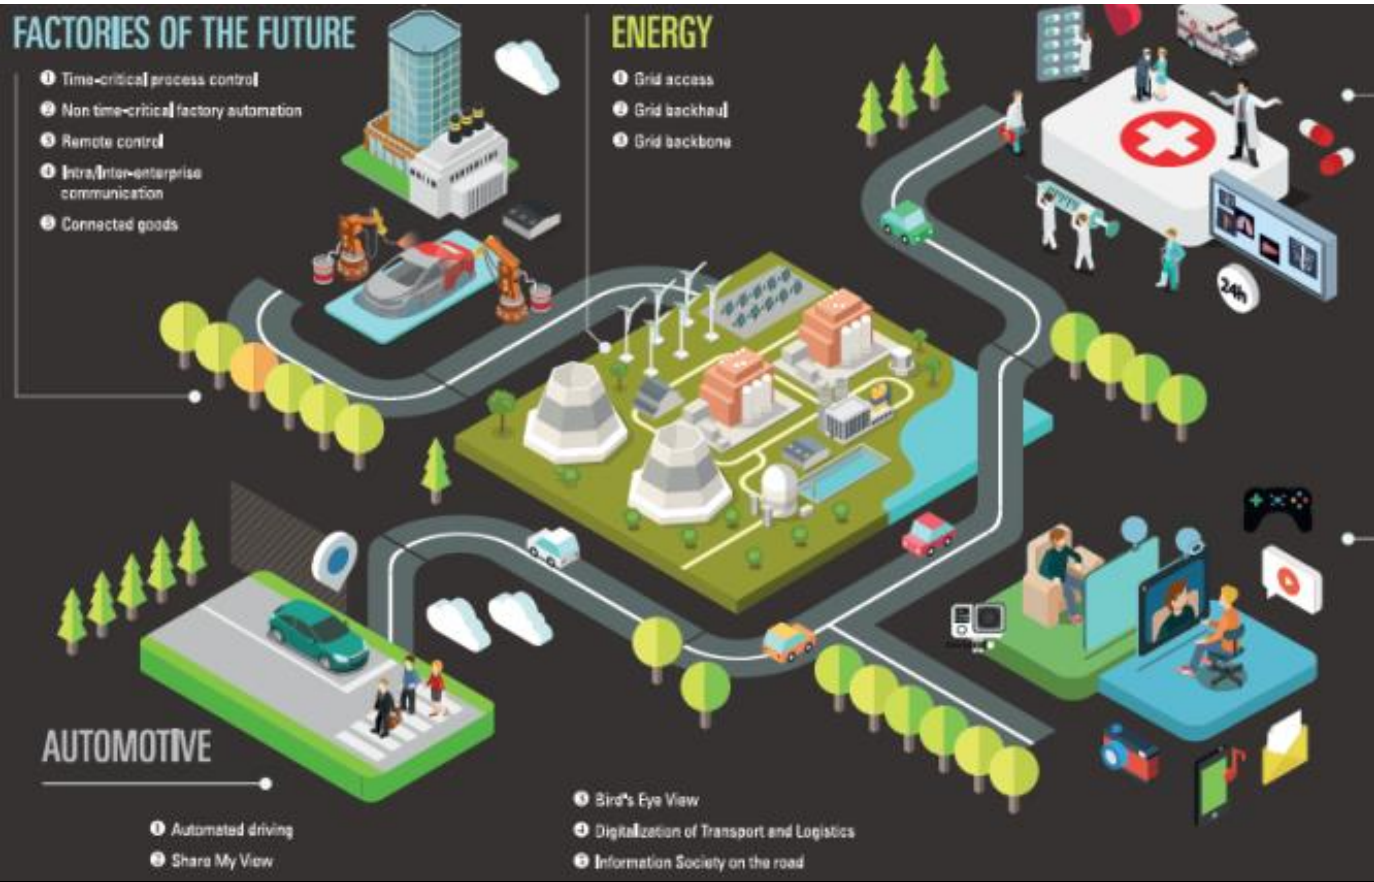 FACTORIES OF THE FUTURE
1 Time-critical process control
2 Non time-critical factory automation
3 Remote control
4 Intra/Inter-enterprise
communication
5 Connected goods
ENERGY
1 Grid access
2 Grid backhaul
3 Grid backbone
24h
AUTOMOTIVE
1 Automated driving
2 Share My View
3 Bird's Eye View
4 Digitalization of Transport and Logistics
5 Information Society on the road